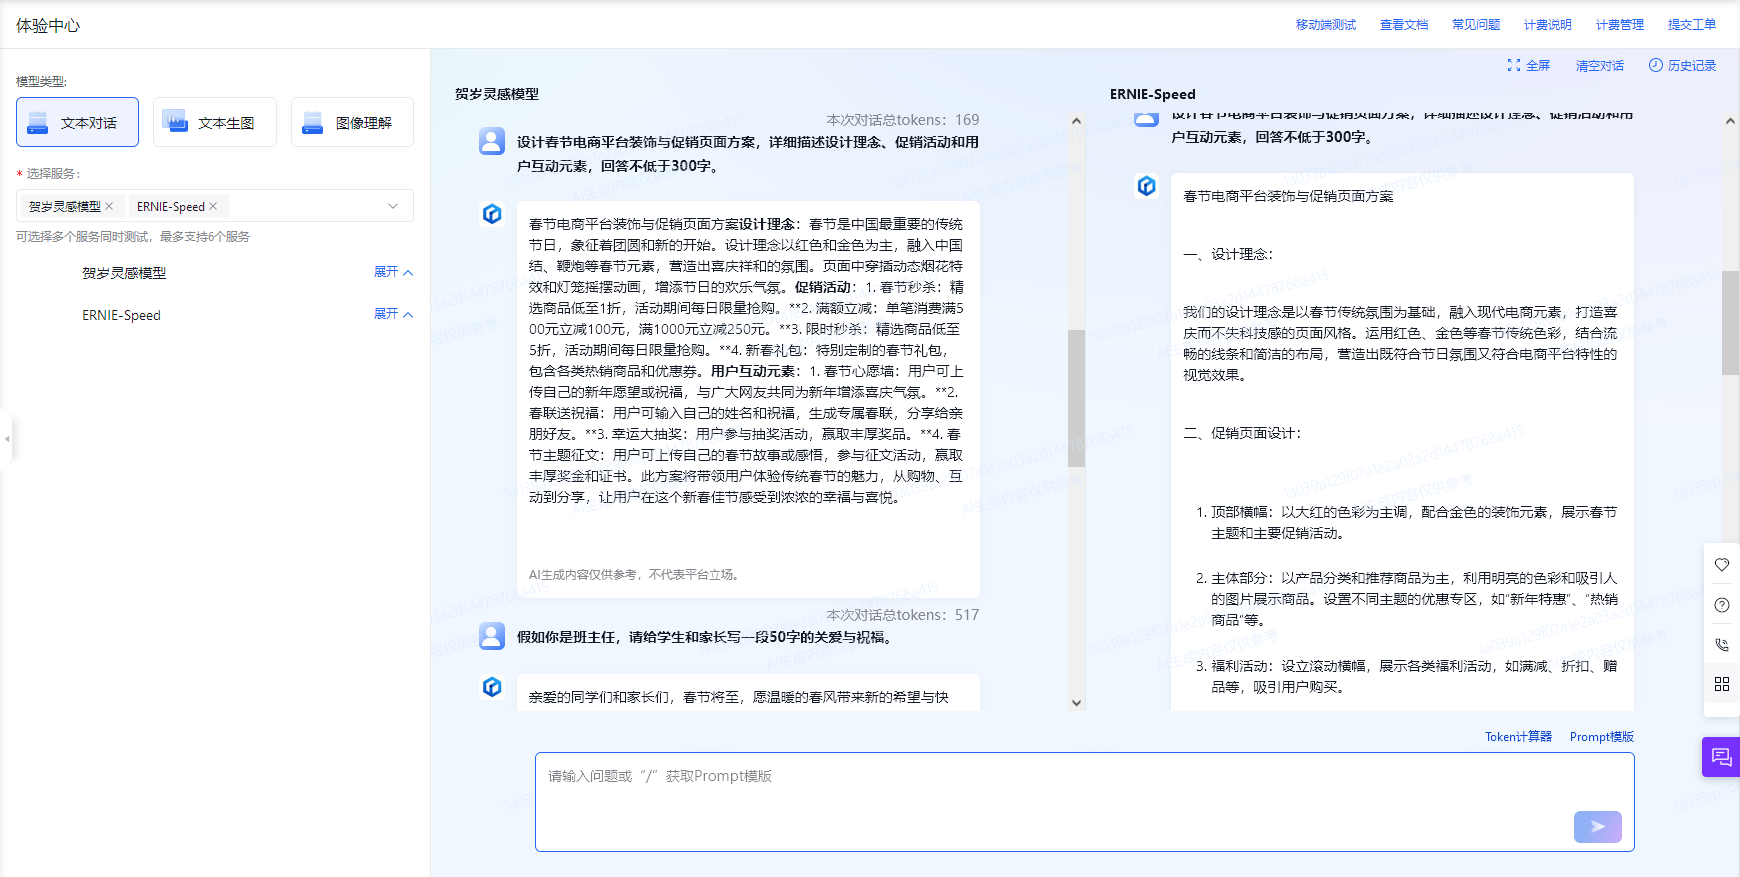 体验中心
移动端测试
查看文档
常见问题
计费说明
计费管理
提交工单
模型类型:
文本对话
文本生图
图像理解
* 选择服务:
贺岁灵感模型
ERNIE-Speed
可选择多个服务同时测试，最多支持6个服务
贺岁灵感模型
展开
ERNIE-Speed
展开
全屏
清空对话
历史记录
贺岁灵感模型
本次对话总tokens：169
设计春节电商平台装饰与促销页面方案，详细描述设计理念、促销活动和用
户互动元素，回答不低于300字。
春节电商平台装饰与促销页面方案设计理念：春节是中国最重要的传统
节日，象征着团圆和新的开始。设计理念以红色和金色为主，融入中国
结、鞭炮等春节元素，营造出喜庆祥和的氛围。页面中穿插动态烟花特
效和灯笼摇摆动画，增添节日的欢乐气氛。促销活动：1. 春节秒杀：精
选商品低至1折，活动期间每日限量抢购。**2. 满额立减：单笔消费满5
00元立减100元，满1000元立减250元。**3. 限时秒杀：精选商品低至
5折，活动期间每日限量抢购。**4. 新春礼包：特别定制的春节礼包，
包含各类热销商品和优惠券。用户互动元素：1. 春节心愿墙：用户可上
传自己的新年愿望或祝福，与广大网友共同为新年增添喜庆气氛。**2.
春联送祝福：用户可输入自己的姓名和祝福，生成专属春联，分享给亲
朋好友。**3. 幸运大抽奖：用户参与抽奖活动，赢取丰厚奖品。**4. 春
节主题征文：用户可上传自己的春节故事或感悟，参与征文活动，赢取
丰厚奖金和证书。此方案将带领用户体验传统春节的魅力，从购物、互
动到分享，让用户在这个新春佳节感受到浓浓的幸福与喜悦。
AI生成内容仅供参考，不代表平台立场。
本次对话总tokens：517
假如你是班主任，请给学生和家长写一段50字的关爱与祝福。
亲爱的同学们和家长们，春节将至，愿温暖的春风带来新的希望与快
ERNIE-Speed
设计春节电商平台装饰与促销页面方案，详细描述设计理念、促销活动和用
户互动元素，回答不低于300字。
春节电商平台装饰与促销页面方案
一、设计理念：
我们的设计理念是以春节传统氛围为基础，融入现代电商元素，打造喜
庆而不失科技感的页面风格。运用红色、金色等春节传统色彩，结合流
畅的线条和简洁的布局，营造出既符合节日氛围又符合电商平台特性的
视觉效果。
二、促销页面设计：
1. 顶部横幅：以大红的色彩为主调，配合金色的装饰元素，展示春节
主题和主要促销活动。
2. 主体部分：以产品分类和推荐商品为主，利用明亮的色彩和吸引人
的图片展示商品。设置不同主题的优惠专区，如“新年特惠”、“热销
商品”等。
3. 福利活动：设立滚动横幅，展示各类福利活动，如满减、折扣、赠
品等，吸引用户购买。
Token计算器
Prompt模版
请输入问题或“/”获取Prompt模版